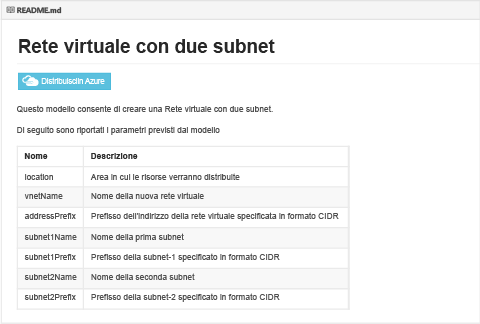 README.md
Rete virtuale con due subnet
Distribuisciin Azure
Questo modello consente di creare una Rete virtuale con due subnet.
Di seguito sono riportati i parametri previsti dal modello
Nome Descrizione
location Area in cui le risorse verranno distribuite
vnetName Nome della nuova rete virtuale
addressPrefix Prefisso dell'indirizzo della rete virtuale specificata in formato CIDR
subnet1Name Nome della prima subnet
subnet1Prefix Prefisso della subnet-1 specificato in formato CIDR
subnet2Name Nome della seconda subnet
subnet2Prefix Prefisso della subnet-2 specificato in formato CIDR